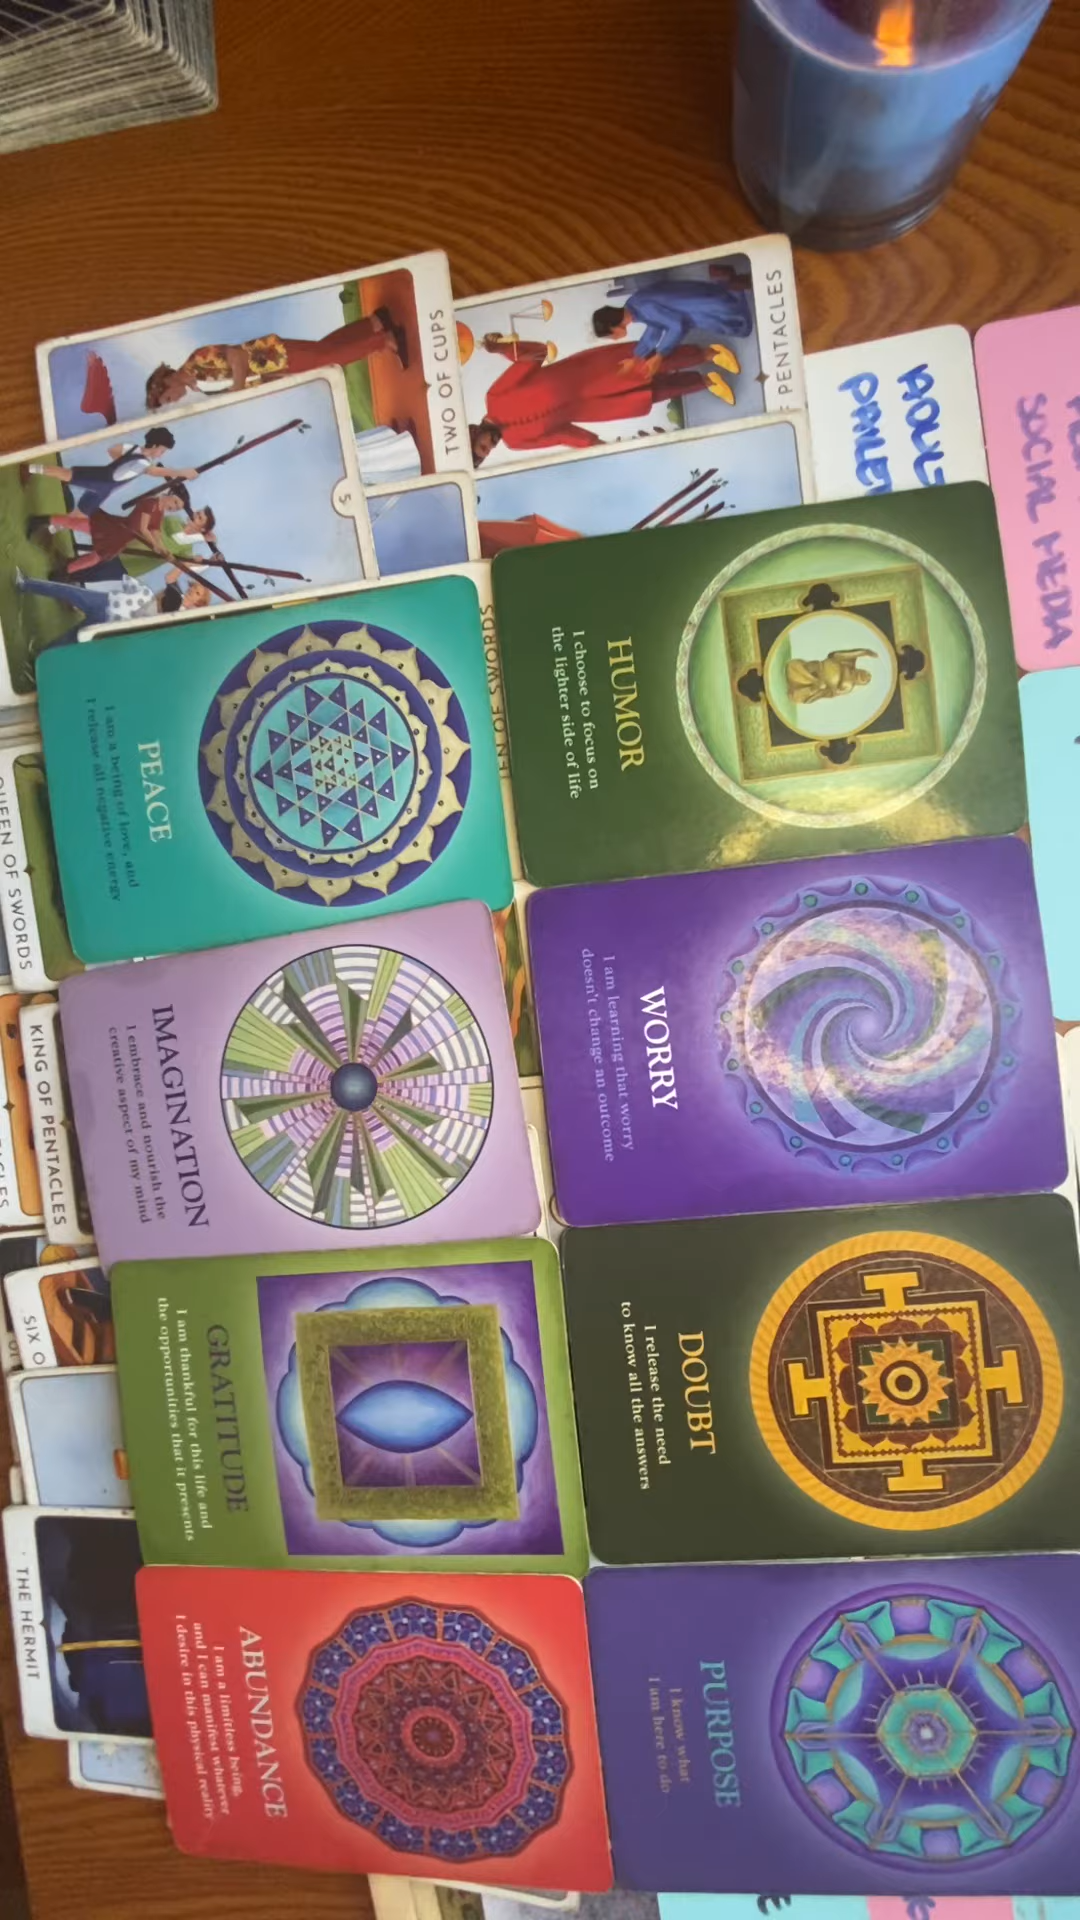 TWO OF CUPS
PENTACLES
5
SOCIAL MEDIA
HUMOR
I choose to focus on
the lighter side of life
PEACE
I am a being of love, and
I release all negative energy
OF SWORDS
QUEEN OF SWORDS
WORRY
I am learning that worry
doesn't change an outcome
IMAGINATION
I embrace and nourish the
creative aspect of my mind
KING OF PENTACLES
DOUBT
I release the need
to know all the answers
GRATITUDE
I am thankful for this life and
the opportunities that it presents
SIX O
THE HERMIT
PURPOSE
I know what
I am here to do
ABUNDANCE
I am a limitless being,
and I can manifest whatever
I desire in this physical reality